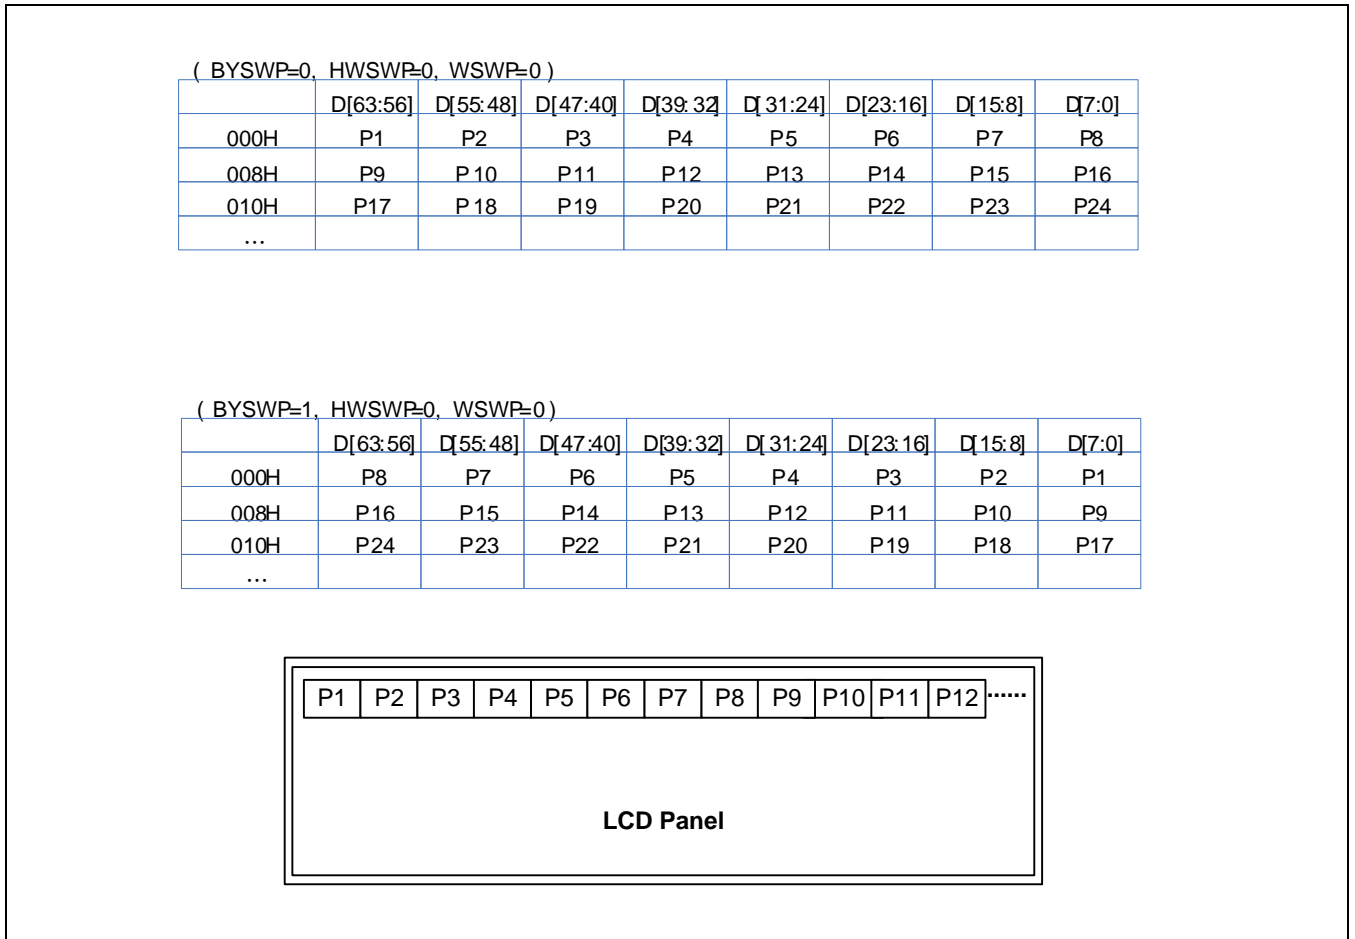 ( BYSWP=0, HWSWP=0, WSWP=0 )
D[63:56] D[55:48] D[47:40] D[39:32] D[31:24] D[23:16] D[15:8] D[7:0]
000H P1 P2 P3 P4 P5 P6 P7 P8
008H P9 P10 P11 P12 P13 P14 P15 P16
010H P17 P18 P19 P20 P21 P22 P23 P24
...
( BYSWP=1, HWSWP=0, WSWP=0 )
D[63:56] D[55:48] D[47:40] D[39:32] D[31:24] D[23:16] D[15:8] D[7:0]
000H P8 P7 P6 P5 P4 P3 P2 P1
008H P16 P15 P14 P13 P12 P11 P10 P9
010H P24 P23 P22 P21 P20 P19 P18 P17
...
P1 P2 P3 P4 P5 P6 P7 P8 P9 P10 P11 P12 ......
LCD Panel